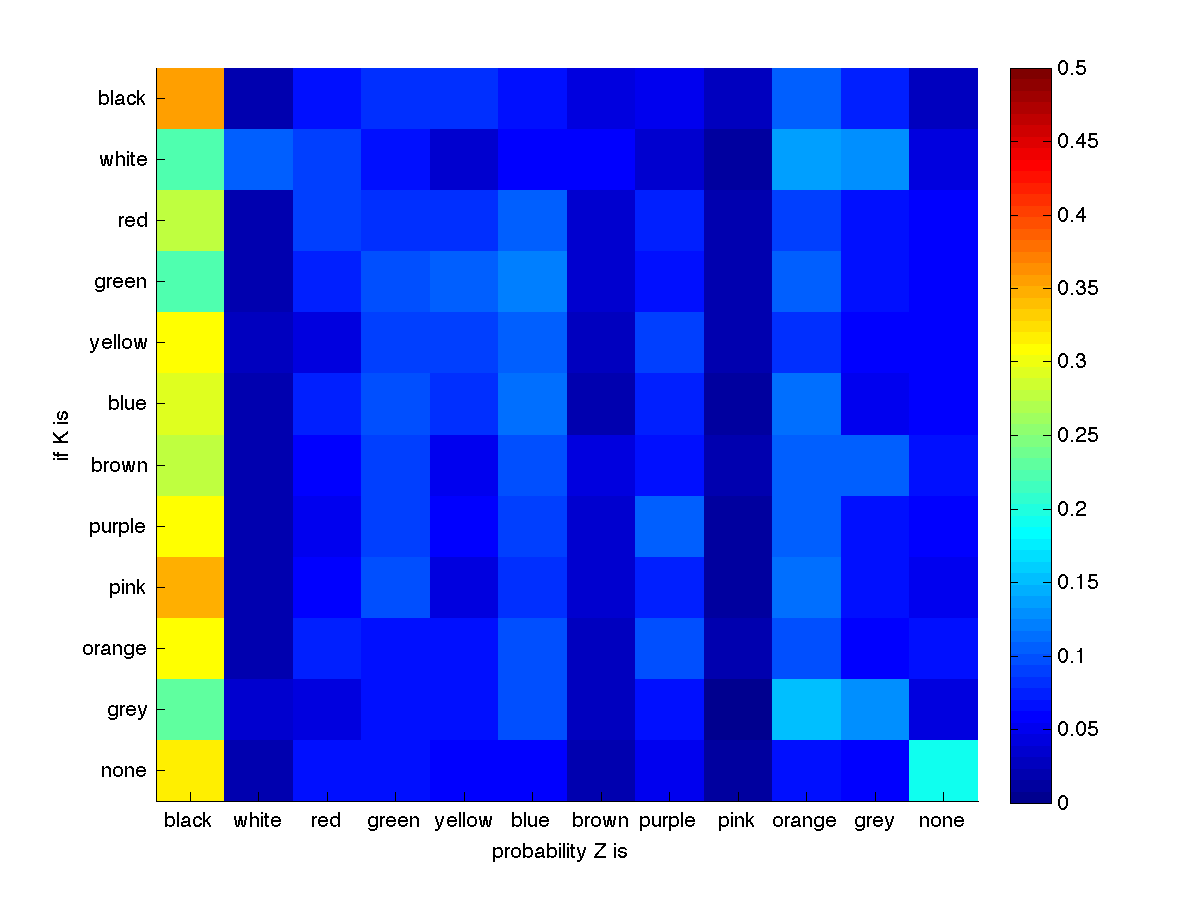 if K is
black
white
red
green
yellow
blue
brown
purple
pink
orange
grey
none
black white red green yellow blue brown purple pink orange grey none
probability Z is
0.5
0.45
0.4
0.35
0.3
0.25
0.2
0.15
0.1
0.05
0